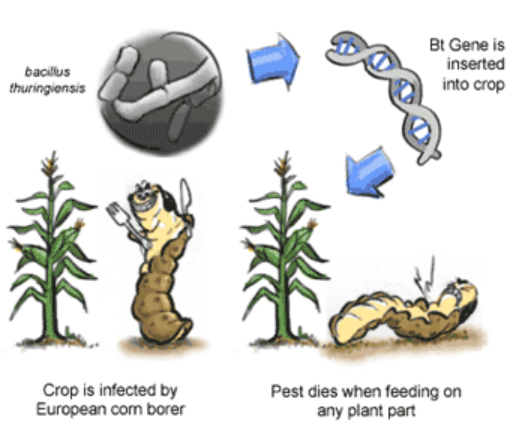 bacillus
thuringiensis
Bt Gene is
inserted
into crop
Crop is infected by
European corn borer
Pest dies when feeding on
any plant part